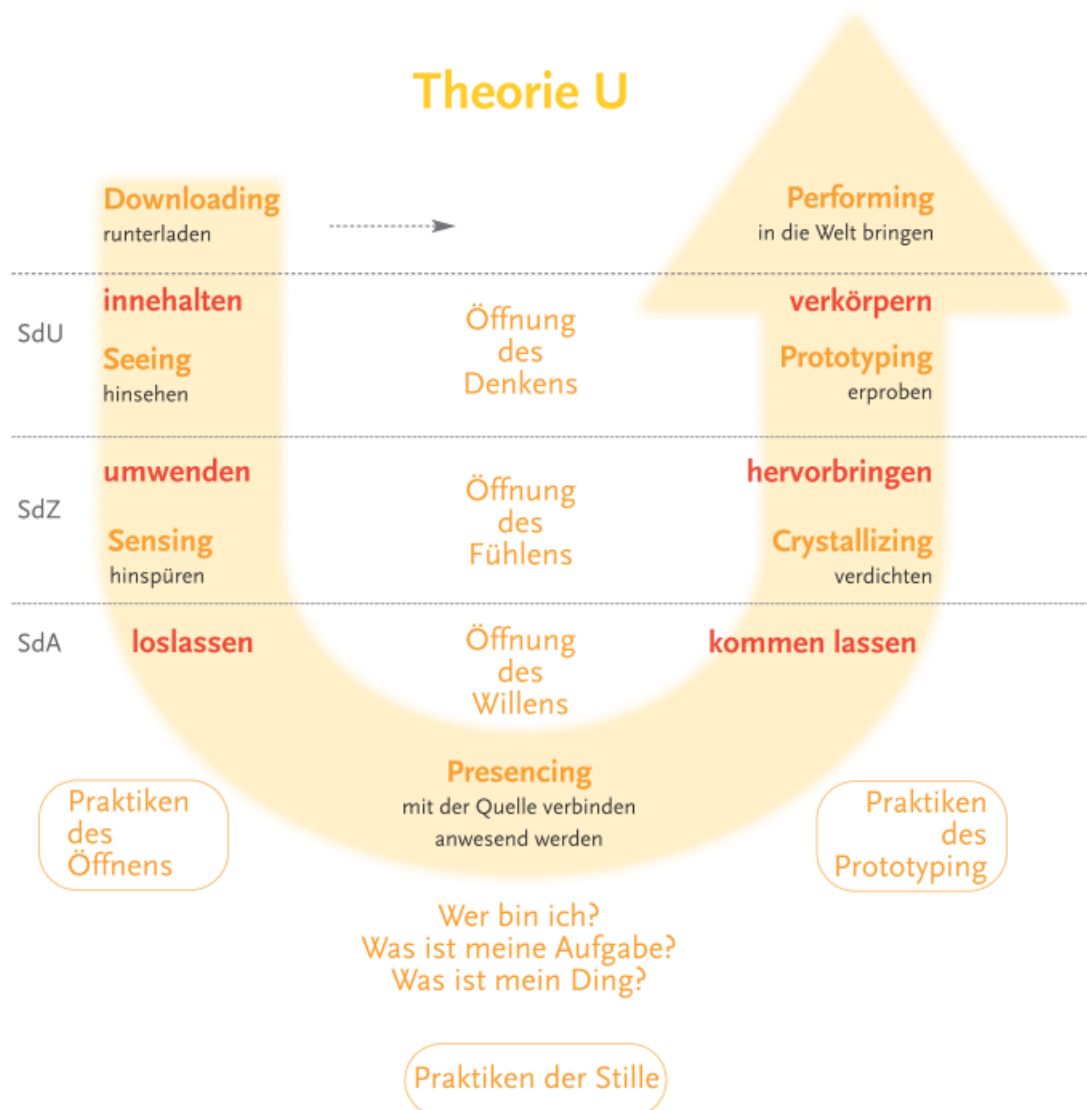 Theorie U
Downloading
runterladen
Performing
in die Welt bringen
SdU
innehalten
Seeing
hinsehen
Öffnung
des
Denkens
verkörpern
Prototyping
erproben
SdZ
umwenden
Sensing
hinspüren
Öffnung
des
Fühlens
hervorbringen
Crystallizing
verdichten
SdA
loslassen
Öffnung
des
Willens
kommen lassen
Presencing
mit der Quelle verbinden
anwesend werden
Praktiken
des
Öffnens
Praktiken
des
Prototyping
Wer bin ich?
Was ist meine Aufgabe?
Was ist mein Ding?
Praktiken der Stille